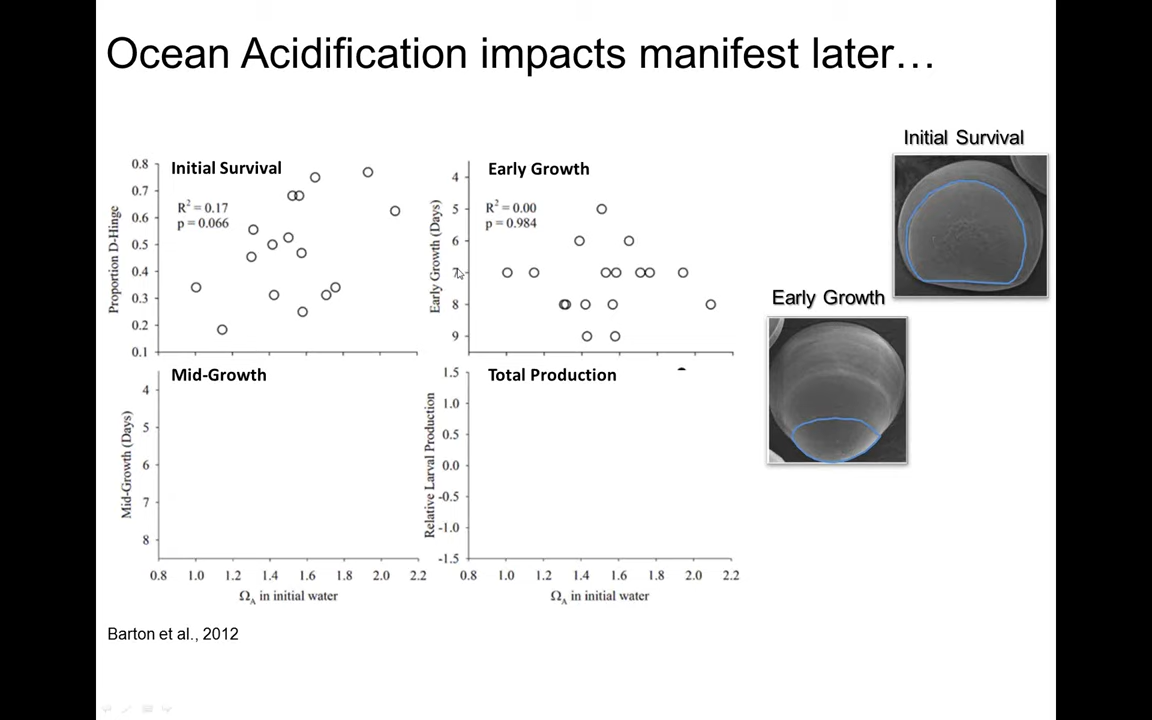 Ocean Acidification impacts manifest later…
Initial Survival
R² = 0.17
p = 0.066
Proportion D-Hinge
0.8
0.7
0.6
0.5
0.4
0.3
0.2
0.1
Early Growth
R² = 0.00
p = 0.984
Early Growth (Days)
4
5
6
7
8
9
Initial Survival
Early Growth
Mid-Growth
Mid-Growth (Days)
4
5
6
7
8
0.8 1.0 1.2 1.4 1.6 1.8 2.0 2.2
Ω_A in initial water
Total Production
Relative Larval Production
1.5
1.0
0.5
0.0
-0.5
-1.0
-1.5
0.8 1.0 1.2 1.4 1.6 1.8 2.0 2.2
Ω_A in initial water
Barton et al., 2012